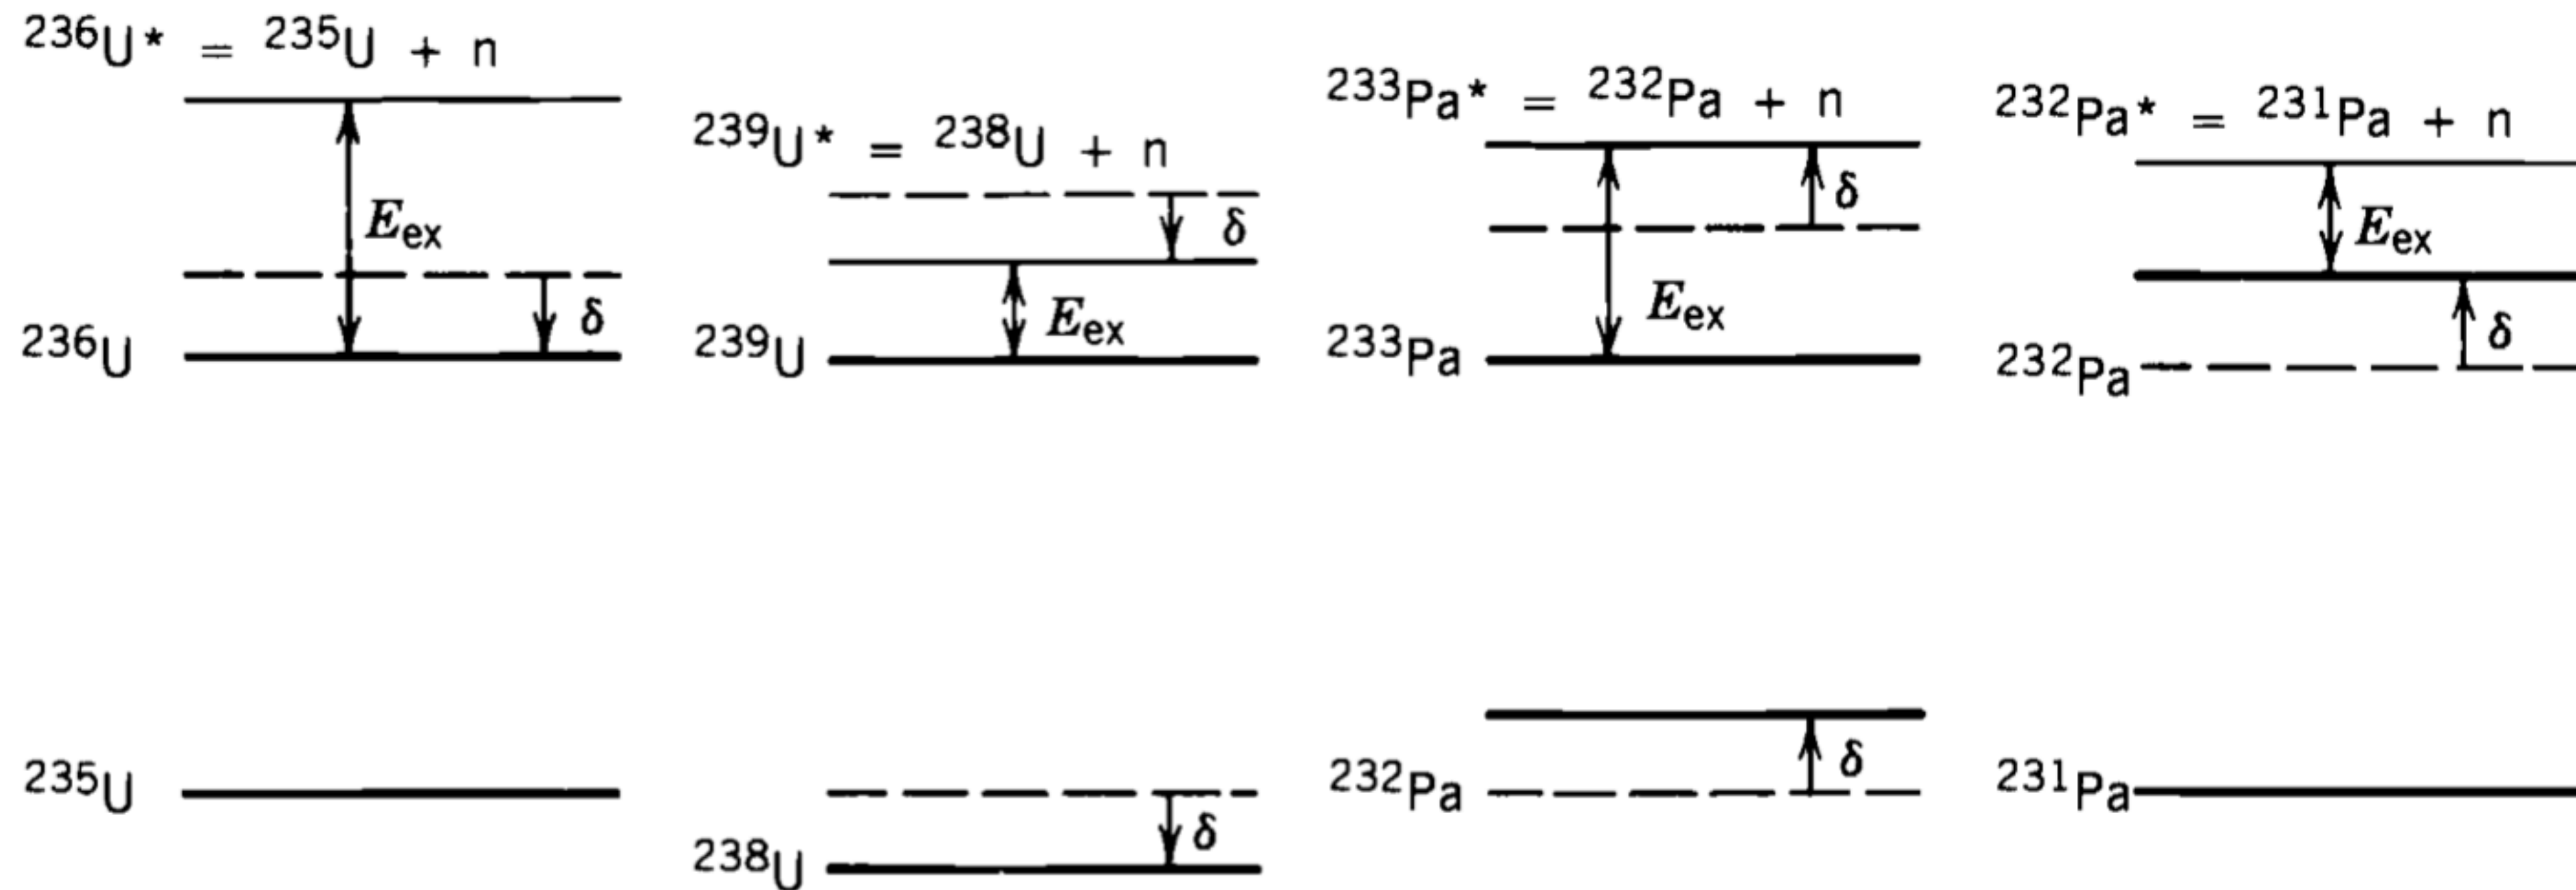 ²³⁶U* = ²³⁵U + n
E_ex
δ
²³⁶U
²³⁵U
²³⁹U* = ²³⁸U + n
δ
E_ex
²³⁹U
δ
²³⁸U
²³³Pa* = ²³²Pa + n
δ
E_ex
²³³Pa
δ
²³²Pa
²³²Pa* = ²³¹Pa + n
E_ex
δ
²³²Pa
²³¹Pa